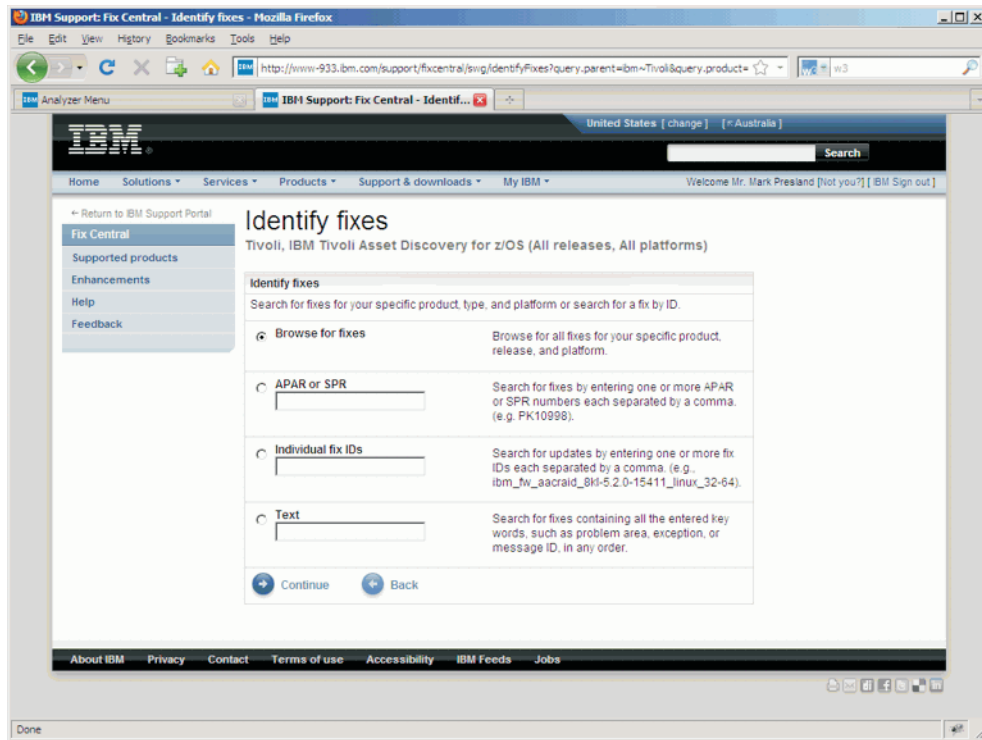 IBM Support: Fix Central - Identify fixes - Mozilla Firefox
File Edit View History Bookmarks Tools Help
http://www-933.ibm.com/support/fixcentral/swg/identifyFixes?query.parent=ibm~Tivoli&query.product= w3
IBM Analyzer Menu
IBM IBM Support: Fix Central - Identif...
United States [ change ] [ Australia ]
IBM
Search
Home Solutions Services Products Support & downloads My IBM Welcome Mr. Mark Presland [Not you?] [ IBM Sign out ]
Return to IBM Support Portal
Fix Central
Supported products
Enhancements
Help
Feedback
Identify fixes
Tivoli, IBM Tivoli Asset Discovery for z/OS (All releases, All platforms)
Identify fixes
Search for fixes for your specific product, type, and platform or search for a fix by ID.
Browse for fixes
Browse for all fixes for your specific product,
release, and platform.
APAR or SPR
Search for fixes by entering one or more APAR
or SPR numbers each separated by a comma.
(e.g. PK10998).
Individual fix IDs
Search for updates by entering one or more fix
IDs each separated by a comma. (e.g.,
ibm_fw_aacraid_8kl-5.2.0-15411_linux_32-64).
Text
Search for fixes containing all the entered key
words, such as problem area, exception, or
message ID, in any order.
Continue Back
About IBM Privacy Contact Terms of use Accessibility IBM Feeds Jobs
Done